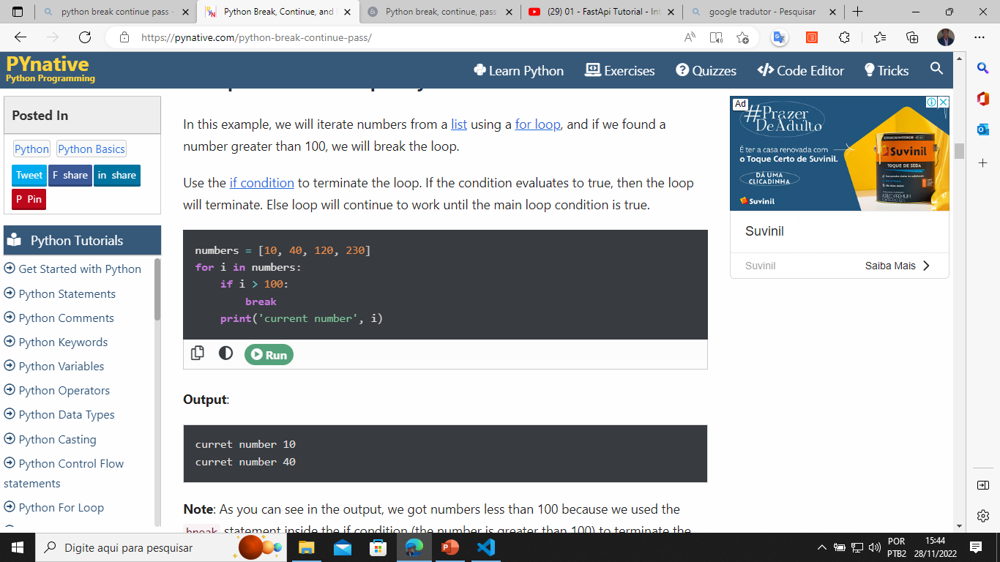 python break continue pass -
Python Break, Continue, and
Python break, continue, pass
(29) 01 - FastApi Tutorial - Int
google tradutor - Pesquisar
https://pynative.com/python-break-continue-pass/
PYnative
Python Programming
Learn Python
Exercises
Quizzes
Code Editor
Tricks
Posted In
Python
Python Basics
Tweet
F share
in share
P Pin
Python Tutorials
Get Started with Python
Python Statements
Python Comments
Python Keywords
Python Variables
Python Operators
Python Data Types
Python Casting
Python Control Flow
statements
Python For Loop
In this example, we will iterate numbers from a list using a for loop, and if we found a
number greater than 100, we will break the loop.
Use the if condition to terminate the loop. If the condition evaluates to true, then the loop
will terminate. Else loop will continue to work until the main loop condition is true.
numbers = [10, 40, 120, 230]
for i in numbers:
    if i > 100:
        break
    print('current number', i)
Run
Output:
curret number 10
curret number 40
Note: As you can see in the output, we got numbers less than 100 because we used the
break statement inside the if condition (the number is greater than 100) to terminate the
Ad
#Prazer
DeAdulto
É ter a casa renovada com
o Toque Certo de Suvinil.
DÁ UMA
CLICADINHA
Suvinil
Suvinil
TOQUE DE SEDA
Suvinil
Suvinil
Saiba Mais
Digite aqui para pesquisar
POR
PTB2
15:44
28/11/2022